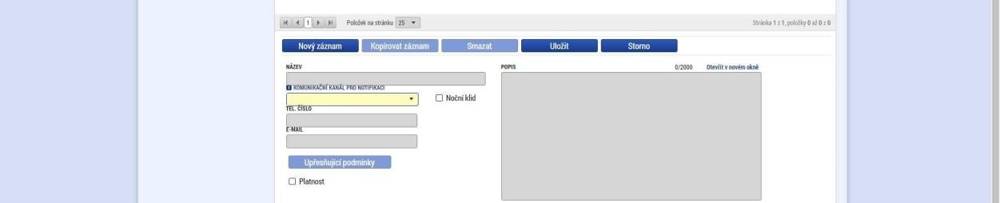 1 Položek na stránku 25 Stránka 1 z 1, položky 0 až 0 z 0
Nový záznam Kopírovat záznam Smazat Uložit Storno
NÁZEV POPIS 0/2000 Otevřít v novém okně
KOMUNIKAČNÍ KANÁL PRO NOTIFIKACI
Noční klid
TEL. ČÍSLO
E-MAIL
Upřesňující podmínky
Platnost